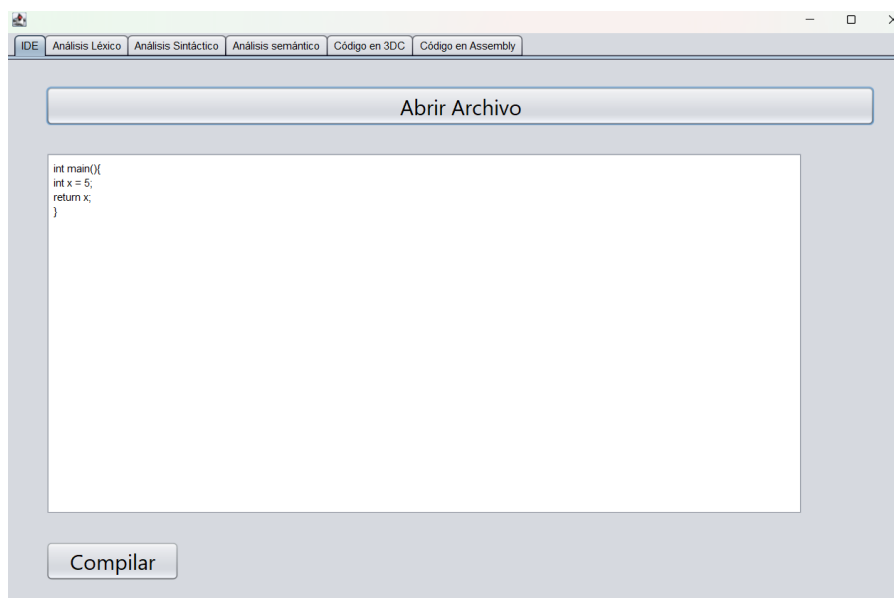 IDE Análisis Léxico Análisis Sintáctico Análisis semántico Código en 3DC Código en Assembly
Abrir Archivo
int main(){
int x = 5;
return x;
}
Compilar